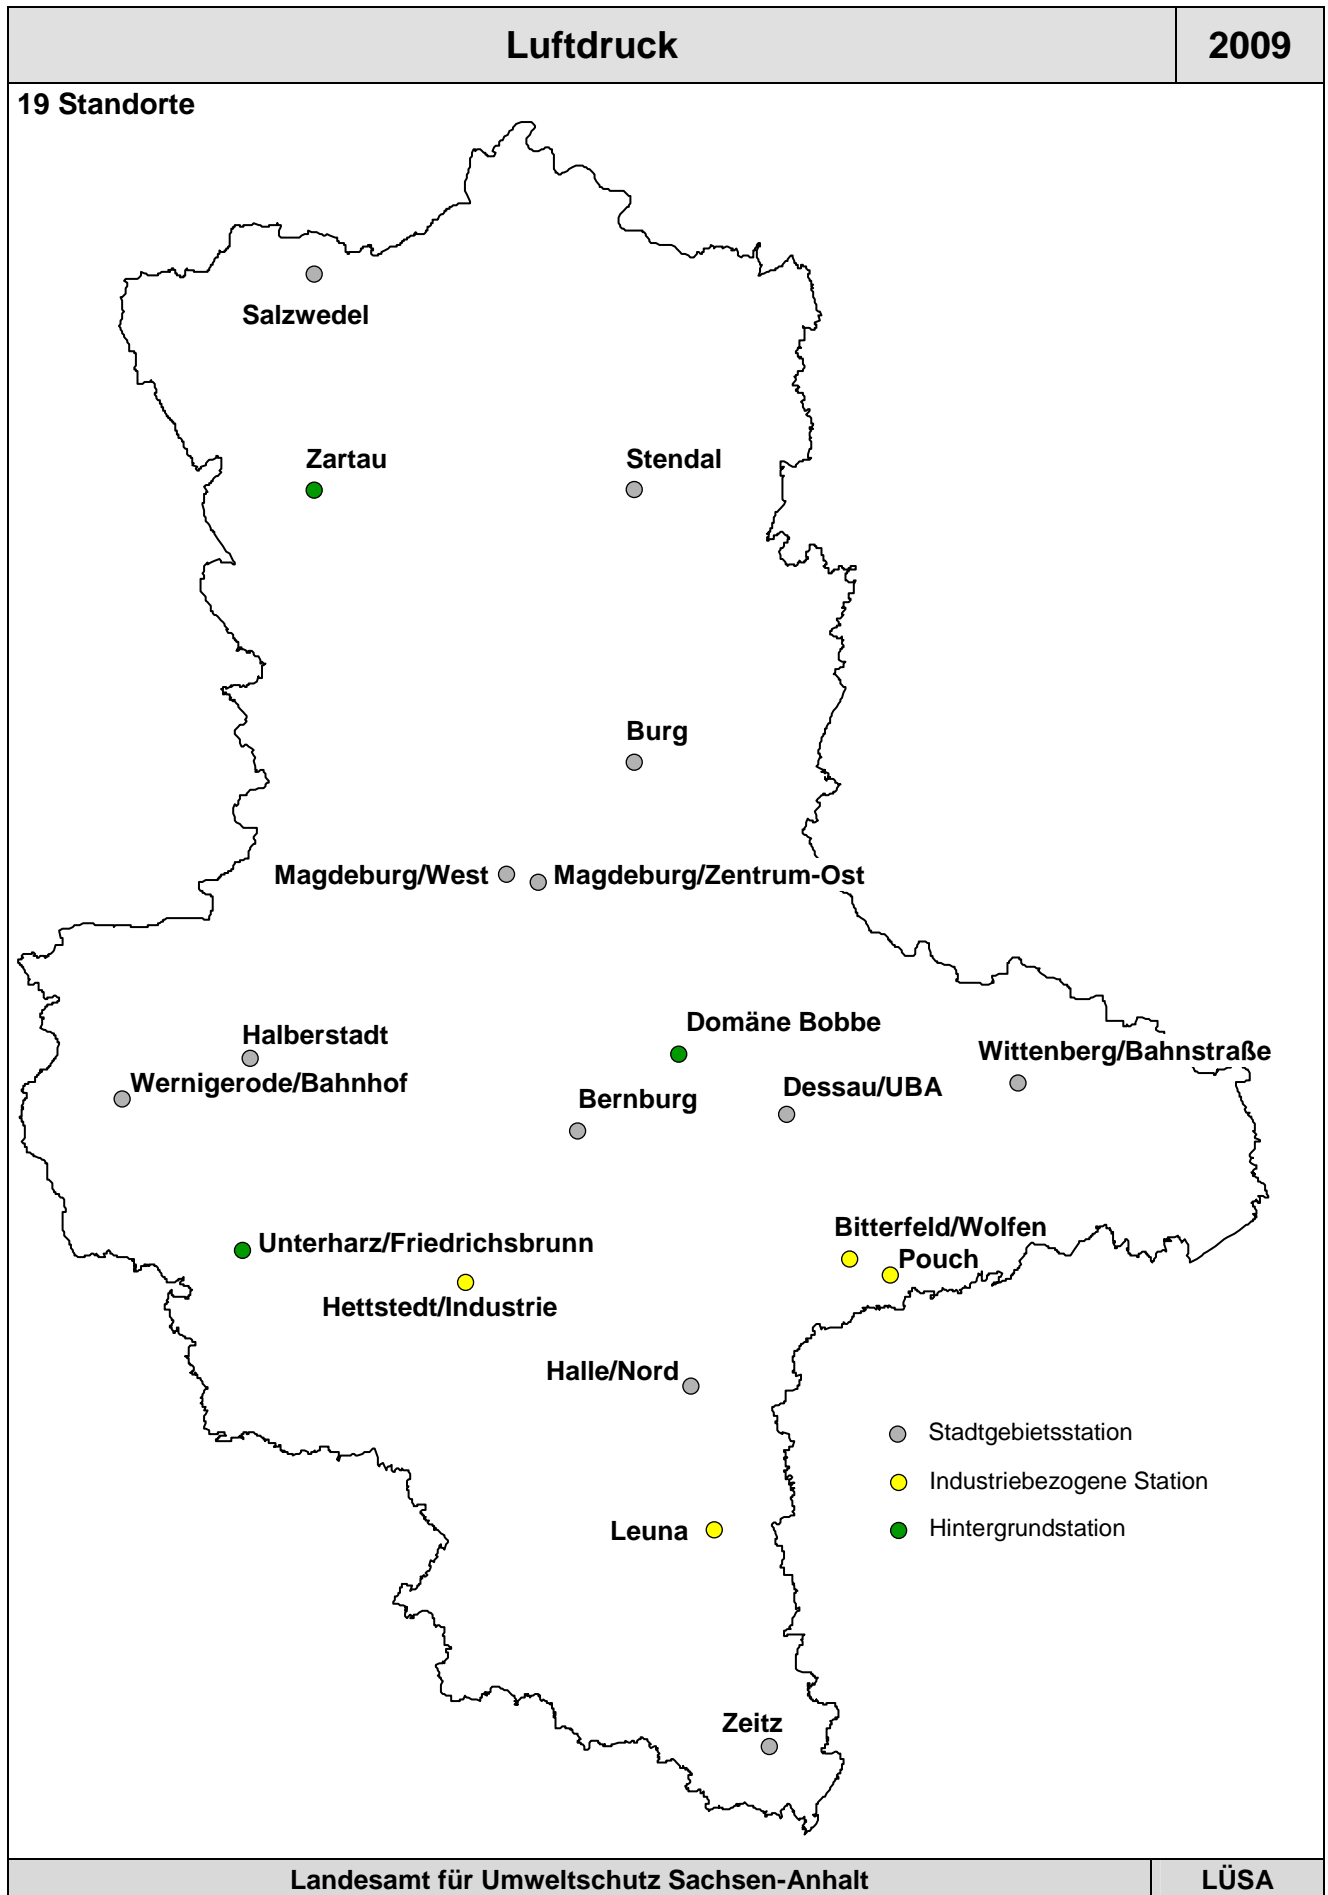 Luftdruck
2009
19 Standorte
Salzwedel
Zartau
Stendal
Burg
Magdeburg/West
Magdeburg/Zentrum-Ost
Domäne Bobbe
Halberstadt
Wittenberg/Bahnstraße
Wernigerode/Bahnhof
Dessau/UBA
Bernburg
Bitterfeld/Wolfen
Unterharz/Friedrichsbrunn
Pouch
Hettstedt/Industrie
Halle/Nord
Stadtgebietsstation
Industriebezogene Station
Hintergrundstation
Leuna
Zeitz
Landesamt für Umweltschutz Sachsen-Anhalt
LÜSA